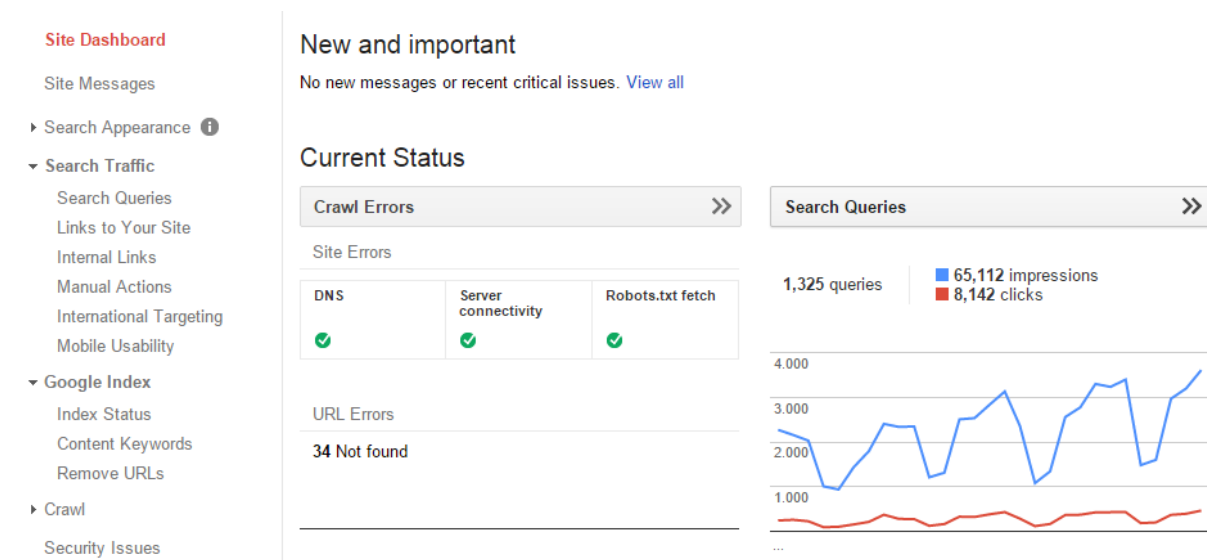 Site Dashboard
Site Messages
Search Appearance
Search Traffic
Search Queries
Links to Your Site
Internal Links
Manual Actions
International Targeting
Mobile Usability
Google Index
Index Status
Content Keywords
Remove URLs
Crawl
Security Issues
New and important
No new messages or recent critical issues. View all
Current Status
Crawl Errors
Site Errors
DNS
Server
connectivity
Robots.txt fetch
URL Errors
34 Not found
Search Queries
1,325 queries
65,112 impressions
8,142 clicks
4.000
3.000
2.000
1.000
...